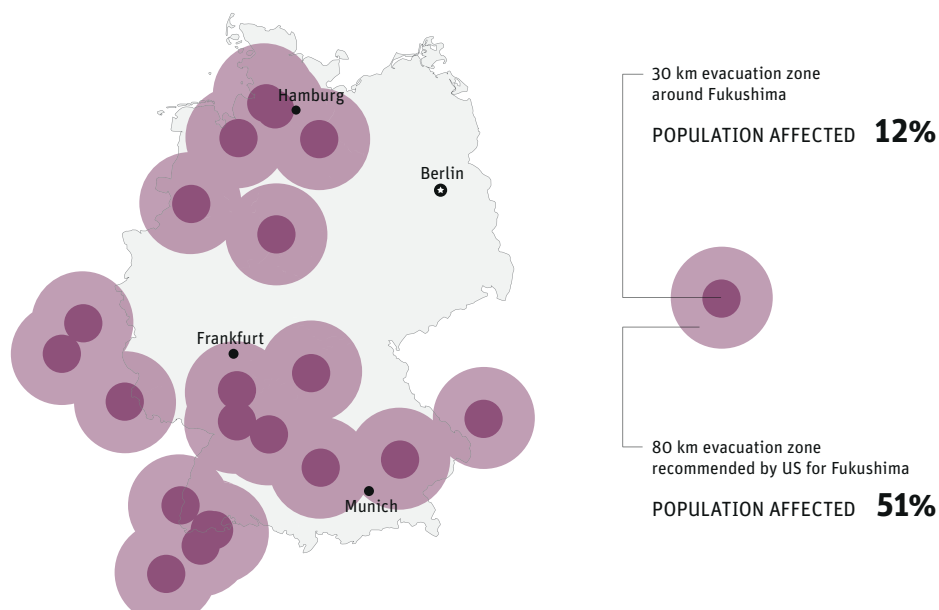 Hamburg
Berlin
Frankfurt
Munich
30 km evacuation zone
around Fukushima
POPULATION AFFECTED 12%
80 km evacuation zone
recommended by US for Fukushima
POPULATION AFFECTED 51%